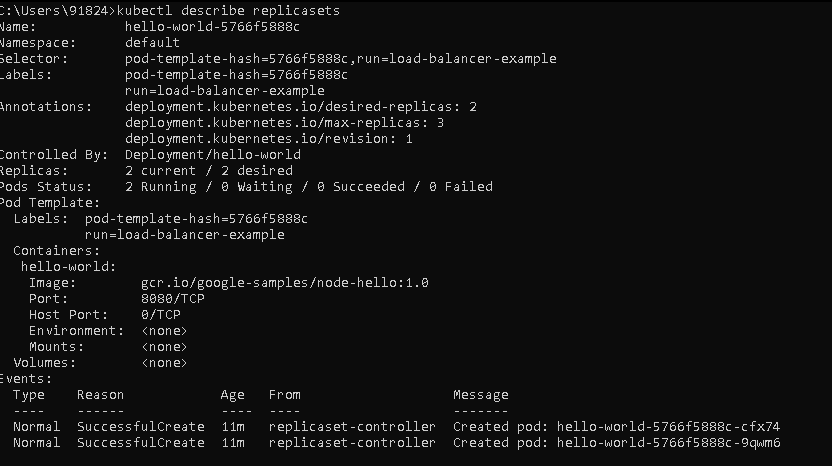 C:\Users\91824>kubectl describe replicasets
Name: hello-world-5766f5888c
Namespace: default
Selector: pod-template-hash=5766f5888c,run=load-balancer-example
Labels: pod-template-hash=5766f5888c
run=load-balancer-example
Annotations: deployment.kubernetes.io/desired-replicas: 2
deployment.kubernetes.io/max-replicas: 3
deployment.kubernetes.io/revision: 1
Controlled By: Deployment/hello-world
Replicas: 2 current / 2 desired
Pods Status: 2 Running / 0 Waiting / 0 Succeeded / 0 Failed
Pod Template:
Labels: pod-template-hash=5766f5888c
run=load-balancer-example
Containers:
hello-world:
Image: gcr.io/google-samples/node-hello:1.0
Port: 8080/TCP
Host Port: 0/TCP
Environment: <none>
Mounts: <none>
Volumes: <none>
Events:
Type Reason Age From Message
---- ------ ---- ---- -------
Normal SuccessfulCreate 11m replicaset-controller Created pod: hello-world-5766f5888c-cfx74
Normal SuccessfulCreate 11m replicaset-controller Created pod: hello-world-5766f5888c-9qwm6